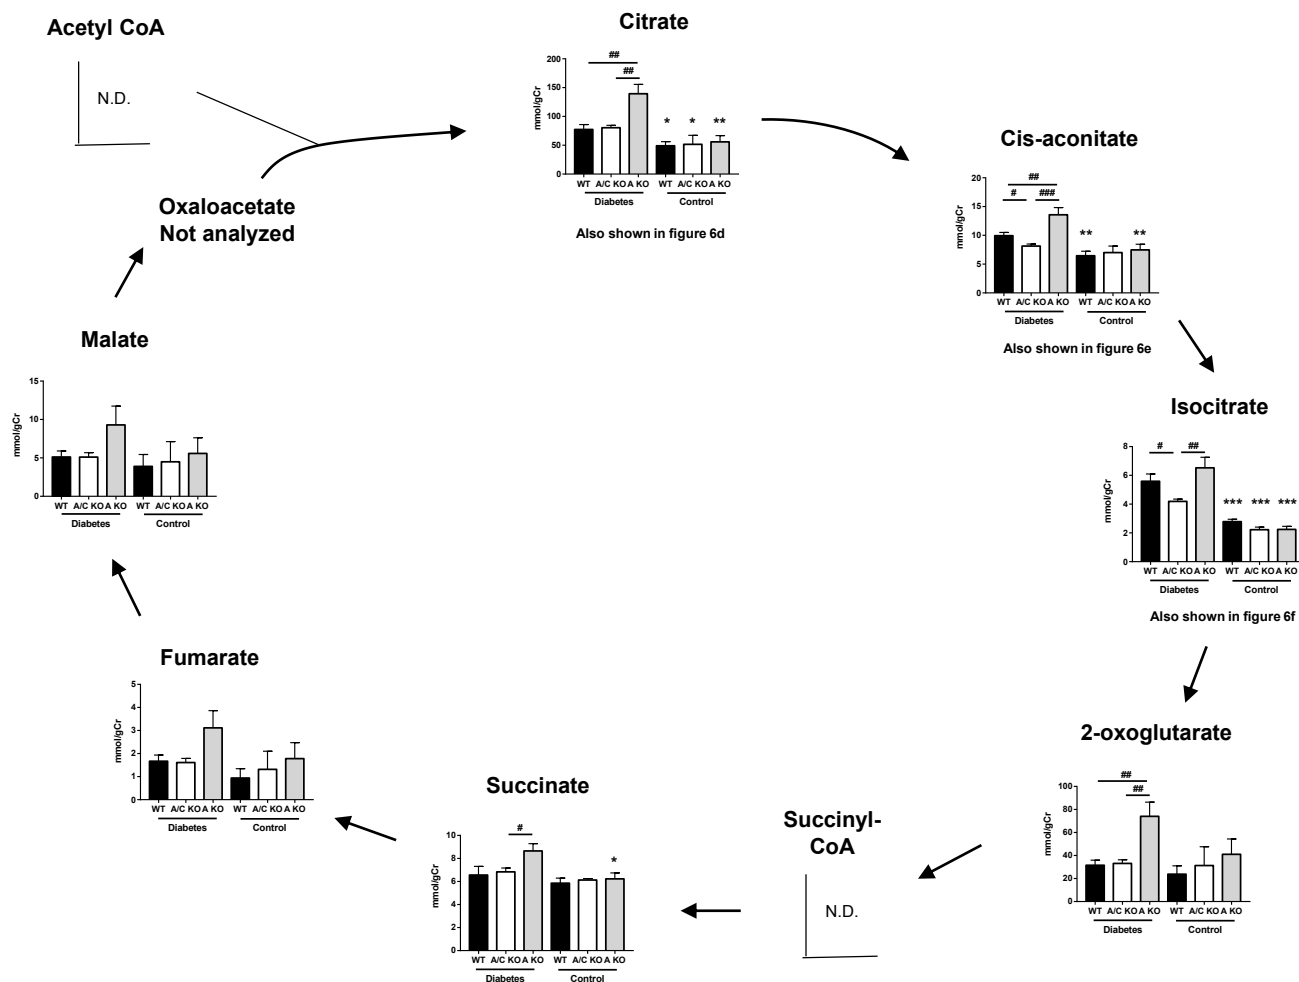 Acetyl CoA
N.D.
Oxaloacetate
Not analyzed
Citrate
mmol/gCr
200
150
100
50
0
##
##
* * **
WT A/C KO A KO WT A/C KO A KO
Diabetes Control
Also shown in figure 6d
Cis-aconitate
mmol/gCr
20
15
10
5
0
##
# ###
** **
WT A/C KO A KO WT A/C KO A KO
Diabetes Control
Also shown in figure 6e
Isocitrate
mmol/gCr
8
6
4
2
0
# ##
*** *** ***
WT A/C KO A KO WT A/C KO A KO
Diabetes Control
Also shown in figure 6f
2-oxoglutarate
mmol/gCr
100
80
60
40
20
0
##
##
WT A/C KO A KO WT A/C KO A KO
Diabetes Control
Succinyl-
CoA
N.D.
Succinate
mmol/gCr
10
8
6
4
2
0
#
*
WT A/C KO A KO WT A/C KO A KO
Diabetes Control
Fumarate
mmol/gCr
5
4
3
2
1
0
WT A/C KO A KO WT A/C KO A KO
Diabetes Control
Malate
mmol/gCr
15
10
5
0
WT A/C KO A KO WT A/C KO A KO
Diabetes Control